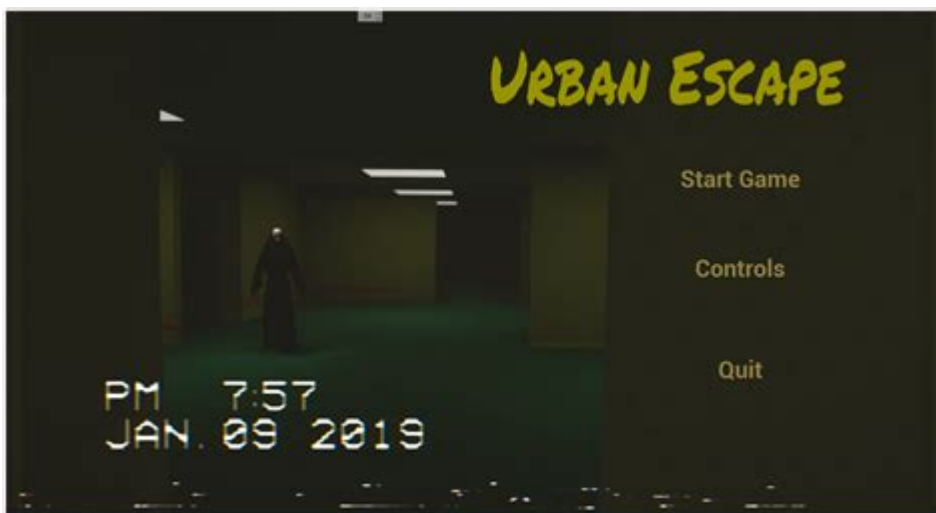 URBAN ESCAPE
Start Game
Controls
Quit
PM 7:57
JAN. 09 2019